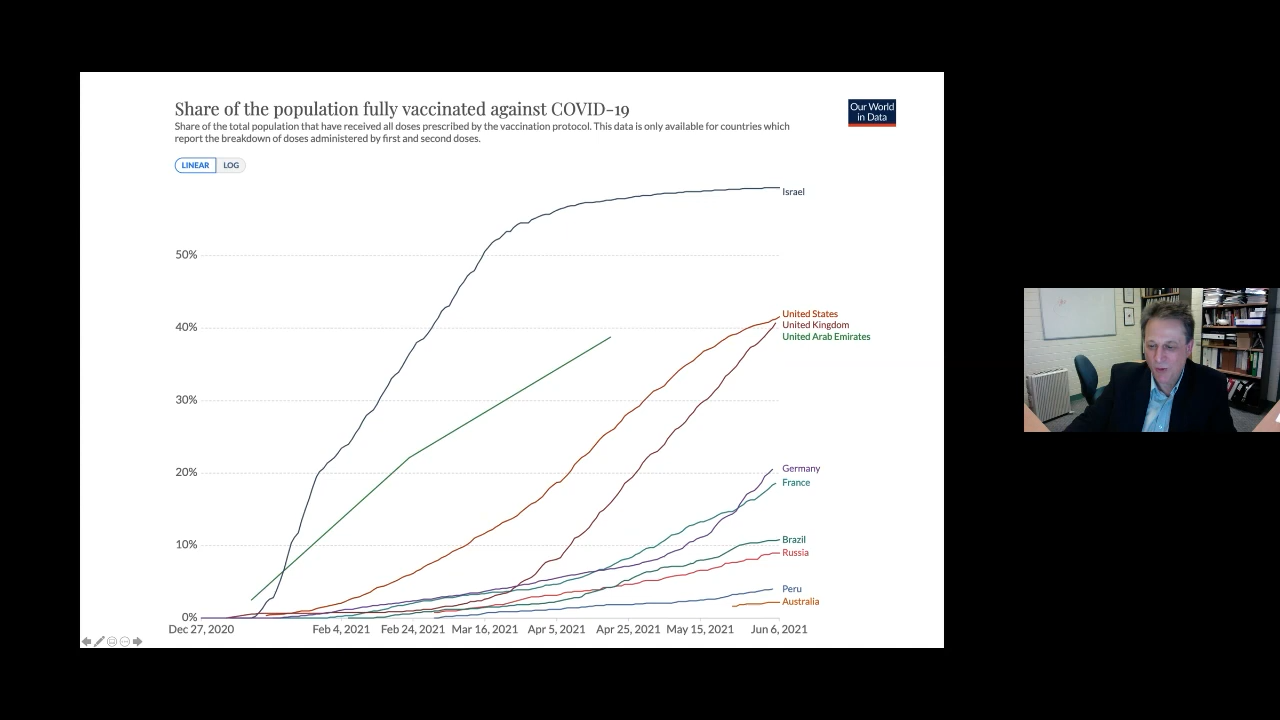 Share of the population fully vaccinated against COVID-19
Our World
in Data
Share of the total population that have received all doses prescribed by the vaccination protocol. This data is only available for countries which
report the breakdown of doses administered by first and second doses.
LINEAR LOG
Israel
50%
United States
United Kingdom
United Arab Emirates
40%
30%
20%
Germany
France
10%
Brazil
Russia
Peru
Australia
0%
Dec 27, 2020 Feb 4, 2021 Feb 24, 2021 Mar 16, 2021 Apr 5, 2021 Apr 25, 2021 May 15, 2021 Jun 6, 2021